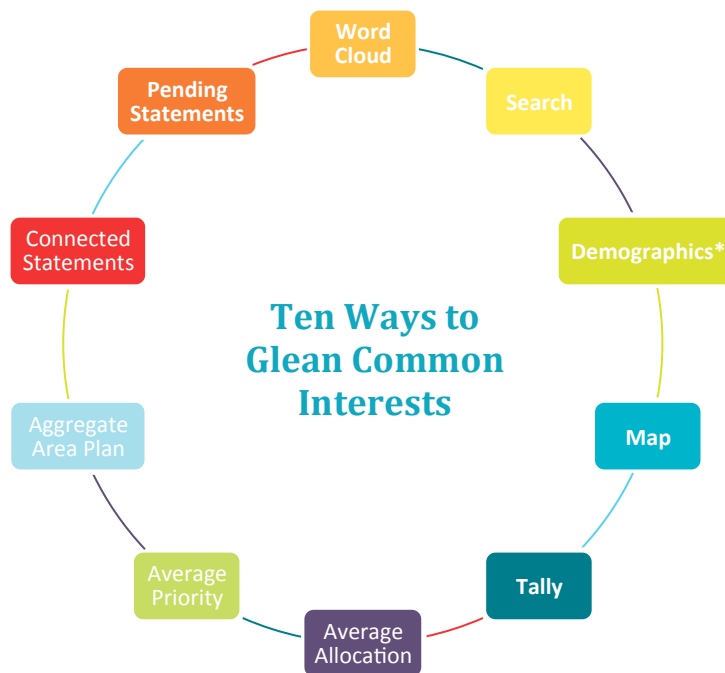 Word
Cloud
Search
Demographics*
Map
Tally
Average
Allocation
Average
Priority
Aggregate
Area Plan
Connected
Statements
Pending
Statements
Ten Ways to
Glean Common
Interests